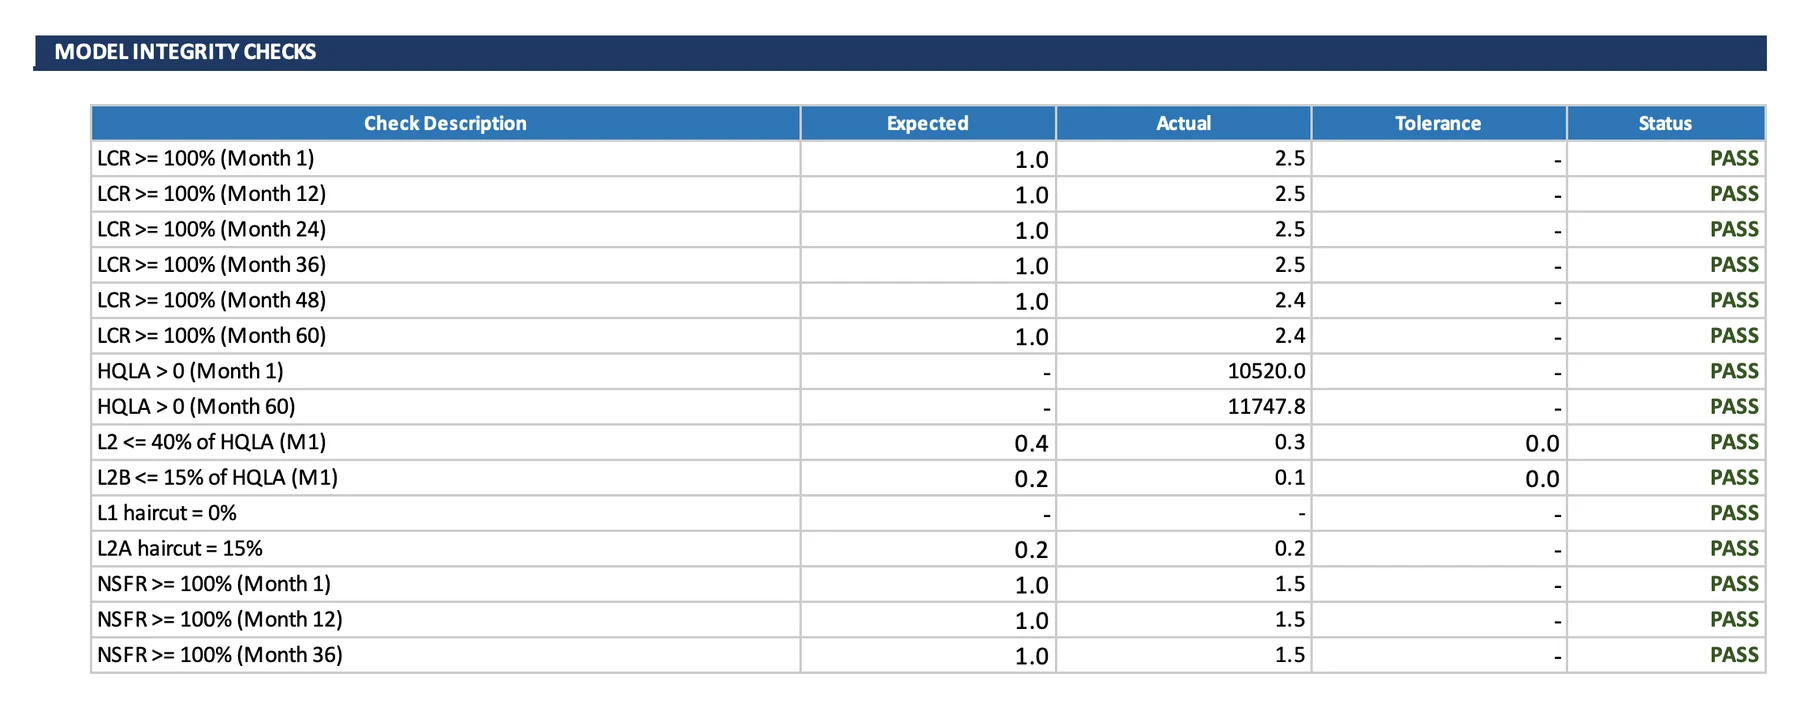 MODEL INTEGRITY CHECKS
Check Description Expected Actual Tolerance Status
LCR >= 100% (Month 1) 1.0 2.5 - PASS
LCR >= 100% (Month 12) 1.0 2.5 - PASS
LCR >= 100% (Month 24) 1.0 2.5 - PASS
LCR >= 100% (Month 36) 1.0 2.5 - PASS
LCR >= 100% (Month 48) 1.0 2.4 - PASS
LCR >= 100% (Month 60) 1.0 2.4 - PASS
HQLA > 0 (Month 1) - 10520.0 - PASS
HQLA > 0 (Month 60) - 11747.8 - PASS
L2 <= 40% of HQLA (M1) 0.4 0.3 0.0 PASS
L2B <= 15% of HQLA (M1) 0.2 0.1 0.0 PASS
L1 haircut = 0% - - - PASS
L2A haircut = 15% 0.2 0.2 - PASS
NSFR >= 100% (Month 1) 1.0 1.5 - PASS
NSFR >= 100% (Month 12) 1.0 1.5 - PASS
NSFR >= 100% (Month 36) 1.0 1.5 - PASS